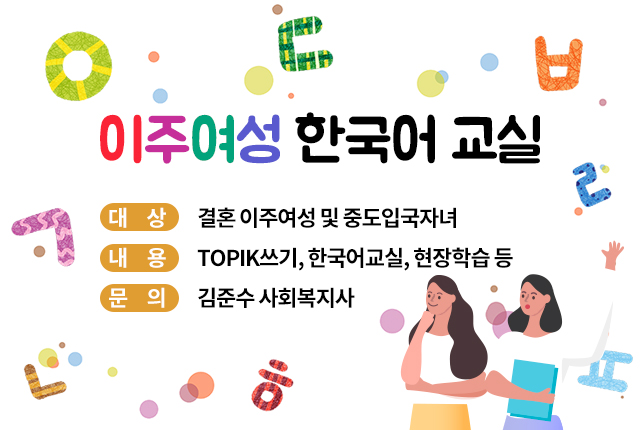 이주여성 한국어 교실
대 상 결혼 이주여성 및 중도입국자녀
내 용 TOPIK쓰기, 한국어교실, 현장학습 등
문 의 김준수 사회복지사
ㅇ
ㄷ
ㅂ
ㄱ
ㄹ
ㄴ
ㅎ
ㅍ